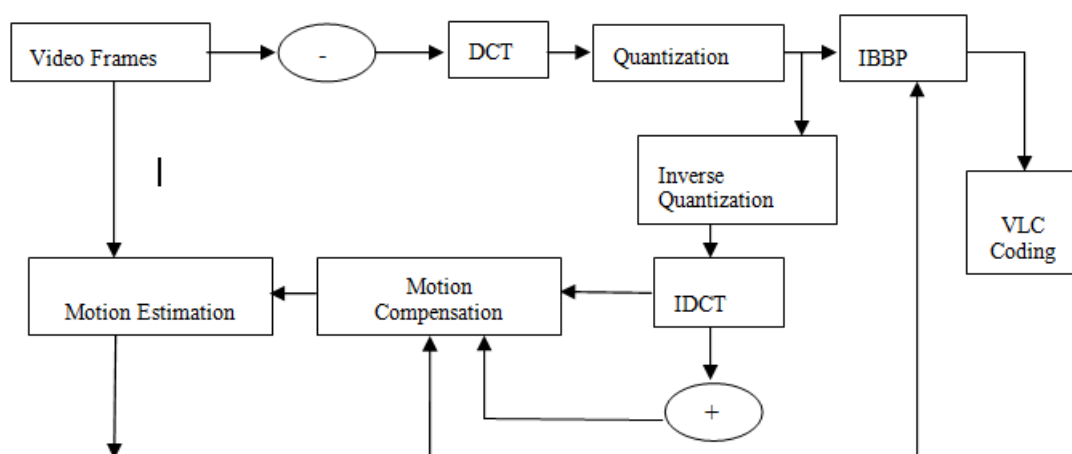 Video Frames
-
DCT
Quantization
IBBP
Inverse
Quantization
VLC
Coding
Motion Estimation
Motion
Compensation
IDCT
+